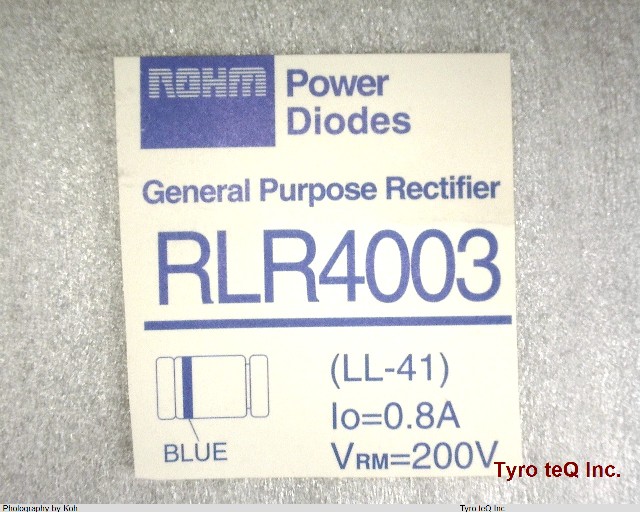 ROHM
Power
Diodes
General Purpose Rectifier
RLR4003
(LL-41)
Io=0.8A
VRM=200V
BLUE
Tyro teQ Inc.
Photography by Koh
Tyro teQ Inc